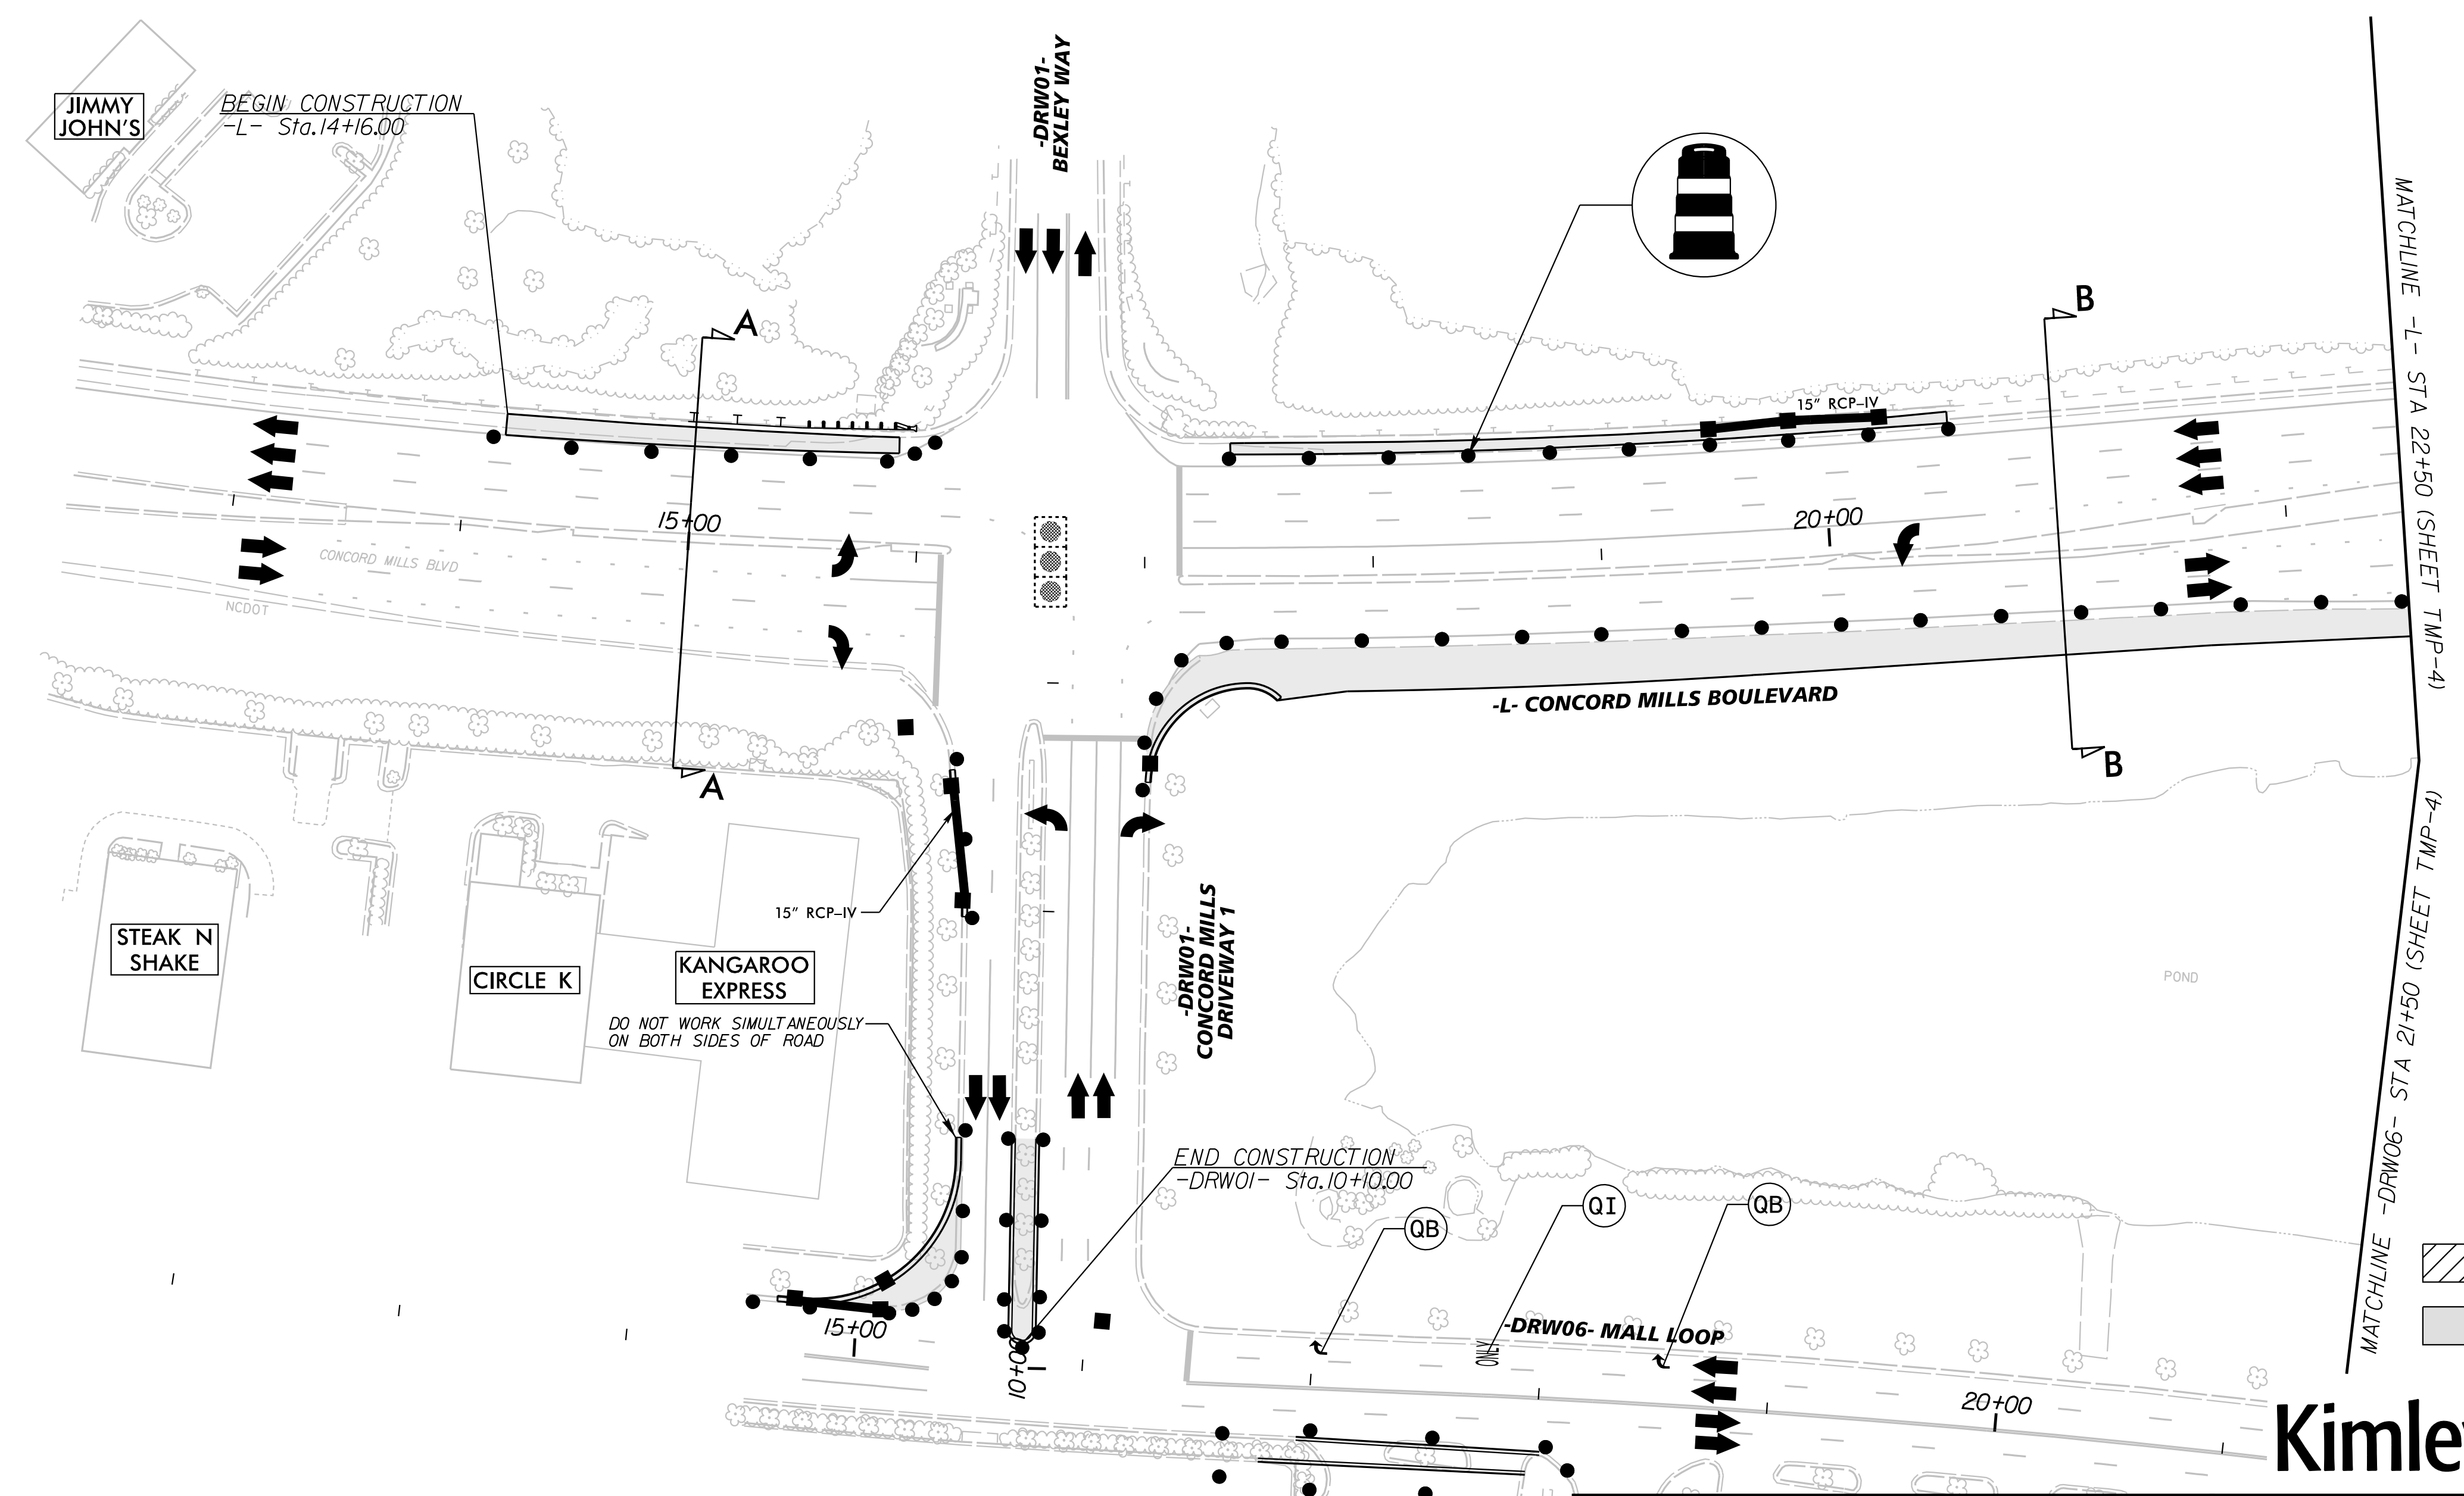 JIMMY
JOHN'S
BEGIN CONSTRUCTION
-L- Sta.14+16.00
-DRW01-
BEXLEY WAY
A
B
15" RCP-IV
MATCHLINE -L- STA 22+50 (SHEET TMP-4)
15+00
20+00
CONCORD MILLS BLVD
NCDOT
-L- CONCORD MILLS BOULEVARD
A
B
15" RCP-IV
STEAK N
SHAKE
CIRCLE K
KANGAROO
EXPRESS
-DRW01-
CONCORD MILLS
DRIVEWAY 1
POND
DO NOT WORK SIMULTANEOUSLY
ON BOTH SIDES OF ROAD
MATCHLINE -DRW06- STA 21+50 (SHEET TMP-4)
END CONSTRUCTION
-DRW01- Sta.10+10.00
QB
QI
QB
15+00
10+00
ONLY
-DRW06- MALL LOOP
20+00
Kimle